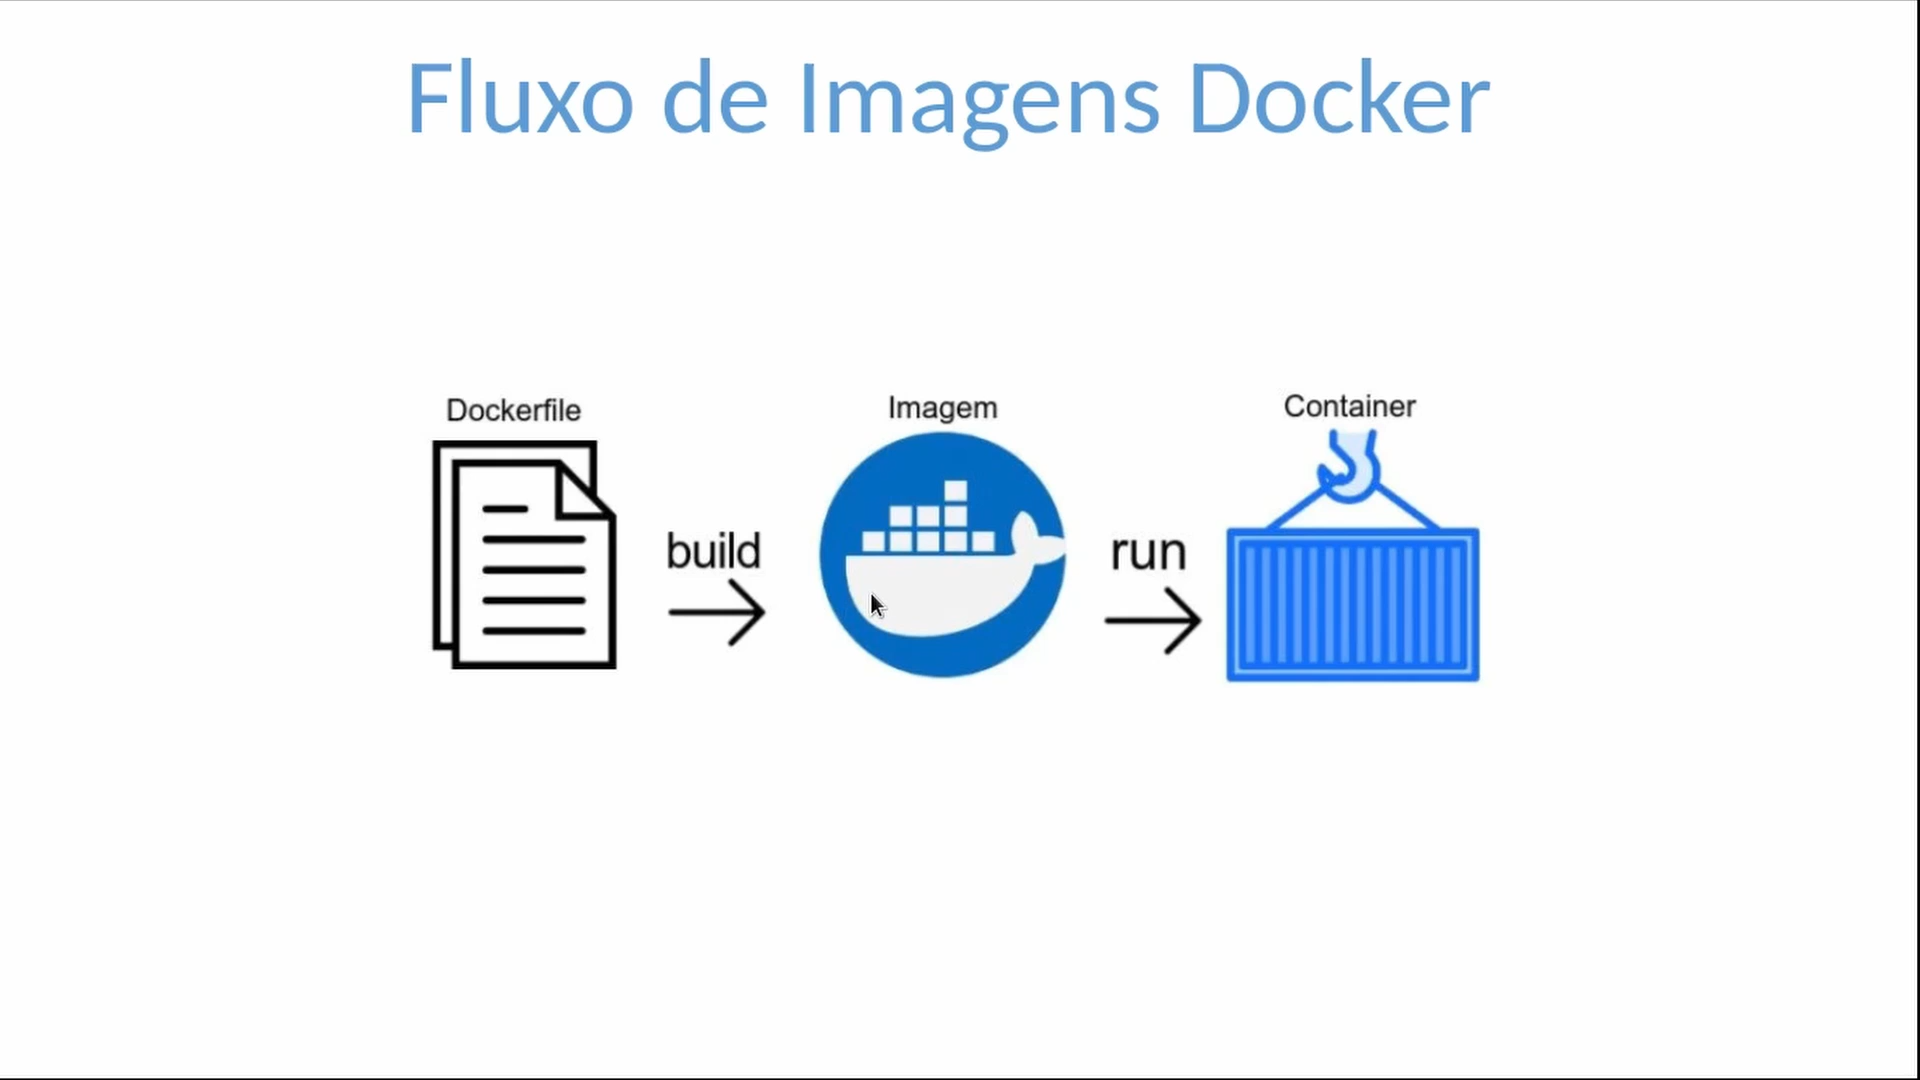 Fluxo de Imagens Docker
Dockerfile
Imagem
Container
build
run